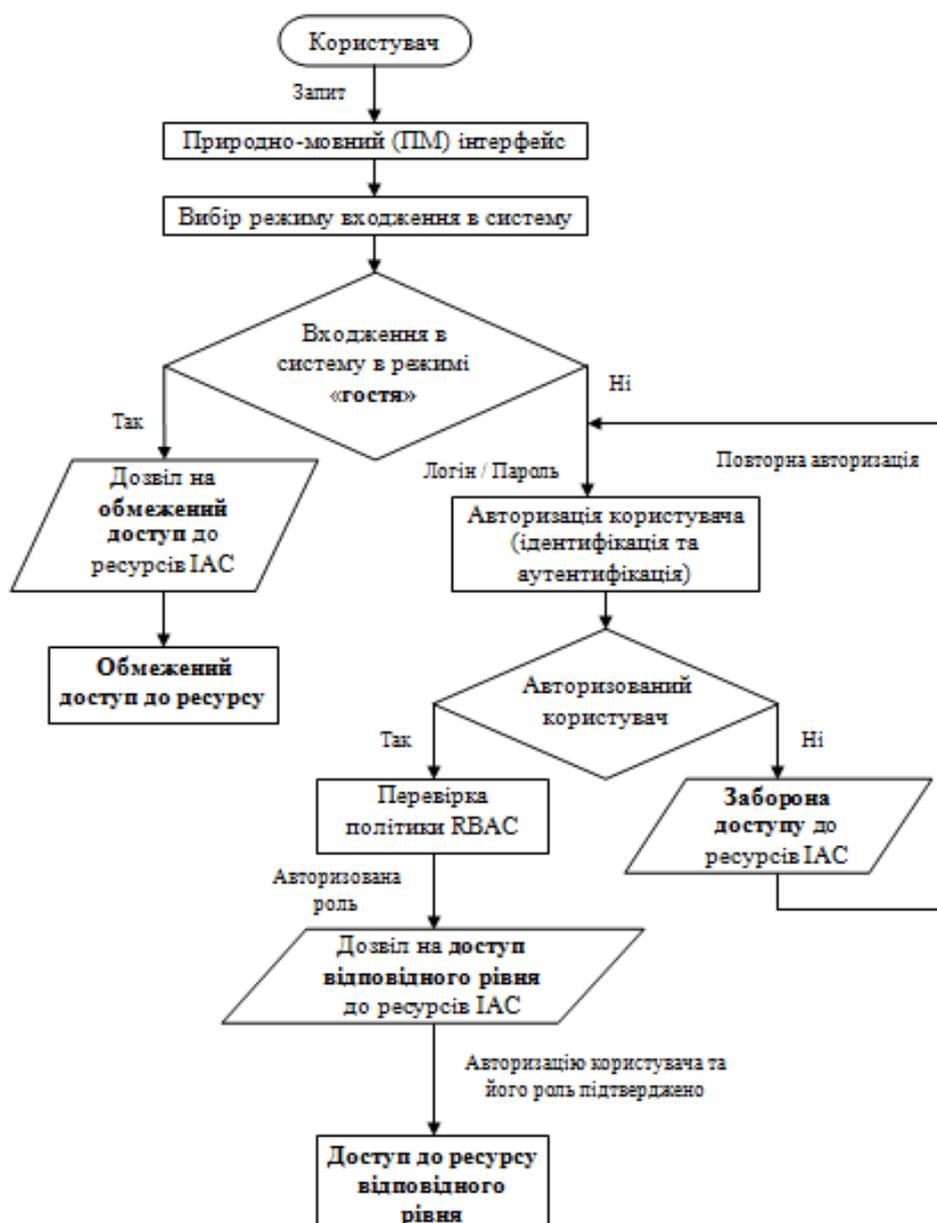 Користувач
Запит
Природно-мовний (ПМ) інтерфейс
Вибір режиму входження в систему
Входження в
систему в режимі
«гостя»
Так
Ні
Повторна авторизація
Логін / Пароль
Дозвіл на
обмежений
доступ до
ресурсів ІАС
Авторизація користувача
(ідентифікація та
аутентифікація)
Обмежений
доступ до ресурсу
Авторизований
користувач
Так
Ні
Перевірка
політики RBAC
Заборона
доступу до
ресурсів ІАС
Авторизована
роль
Дозвіл на доступ
відповідного рівня
до ресурсів ІАС
Авторизацію користувача та
його роль підтверджено
Доступ до ресурсу
відповідного
рівня